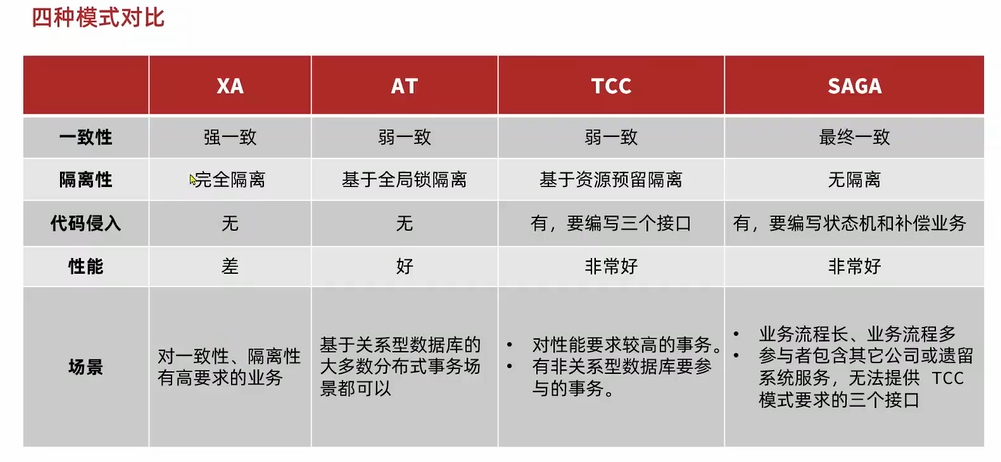 四种模式对比
XA AT TCC SAGA
一致性 强一致 弱一致 弱一致 最终一致
隔离性 完全隔离 基于全局锁隔离 基于资源预留隔离 无隔离
代码侵入 无 无 有，要编写三个接口 有，要编写状态机和补偿业务
性能 差 好 非常好 非常好
场景
对一致性、隔离性
有高要求的业务
基于关系型数据库的
大多数分布式事务场
景都可以
• 对性能要求较高的事务。
• 有非关系型数据库要参
与的事务。
• 业务流程长、业务流程多
• 参与者包含其它公司或遗留
系统服务，无法提供 TCC
模式要求的三个接口